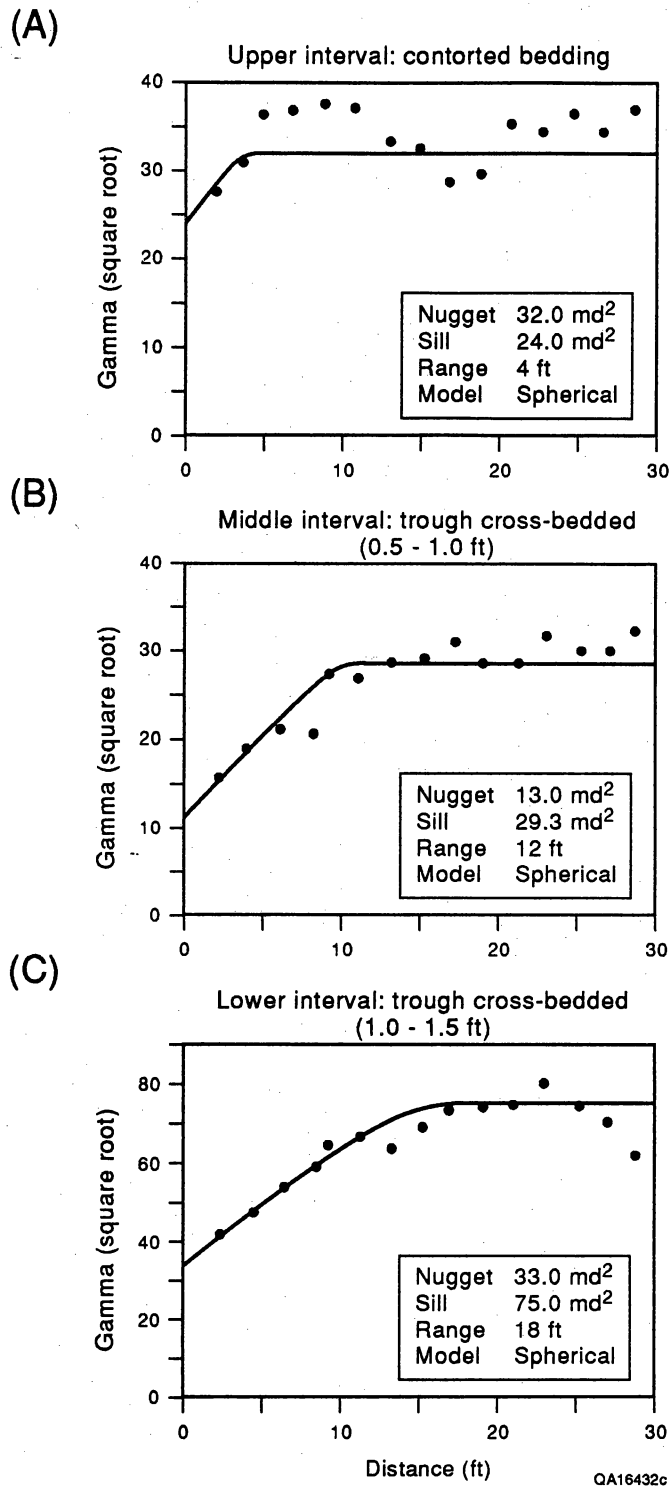 (A)
Upper interval: contorted bedding
40
30
20
10
0
Gamma (square root)
Nugget 32.0 md2
Sill 24.0 md2
Range 4 ft
Model Spherical
0 10 20 30
(B)
Middle interval: trough cross-bedded
(0.5 - 1.0 ft)
40
30
20
10
0
Gamma (square root)
Nugget 13.0 md2
Sill 29.3 md2
Range 12 ft
Model Spherical
0 10 20 30
(C)
Lower interval: trough cross-bedded
(1.0 - 1.5 ft)
80
60
40
20
0
Gamma (square root)
Nugget 33.0 md2
Sill 75.0 md2
Range 18 ft
Model Spherical
0 10 20 30
Distance (ft)
QA16432c